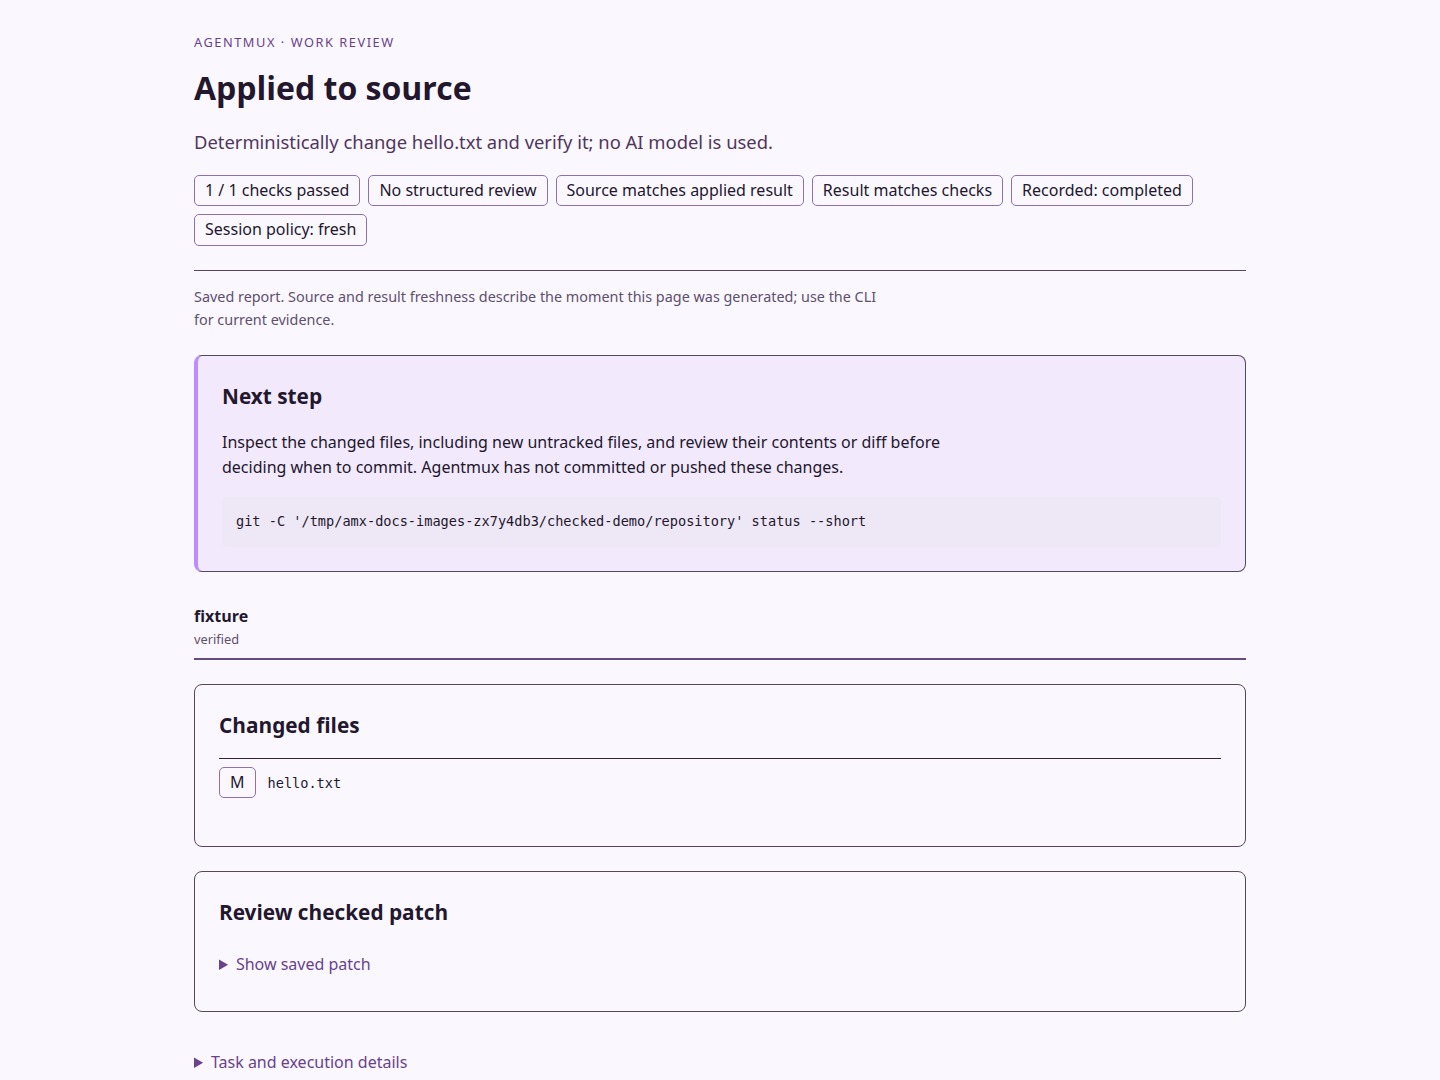 AGENTMUX · WORK REVIEW
Applied to source
Deterministically change hello.txt and verify it; no AI model is used.
1 / 1 checks passed
No structured review
Source matches applied result
Result matches checks
Recorded: completed
Session policy: fresh
Saved report. Source and result freshness describe the moment this page was generated; use the CLI
for current evidence.
Next step
Inspect the changed files, including new untracked files, and review their contents or diff before
deciding when to commit. Agentmux has not committed or pushed these changes.
git -C '/tmp/amx-docs-images-zx7y4db3/checked-demo/repository' status --short
fixture
verified
Changed files
M hello.txt
Review checked patch
Show saved patch
Task and execution details